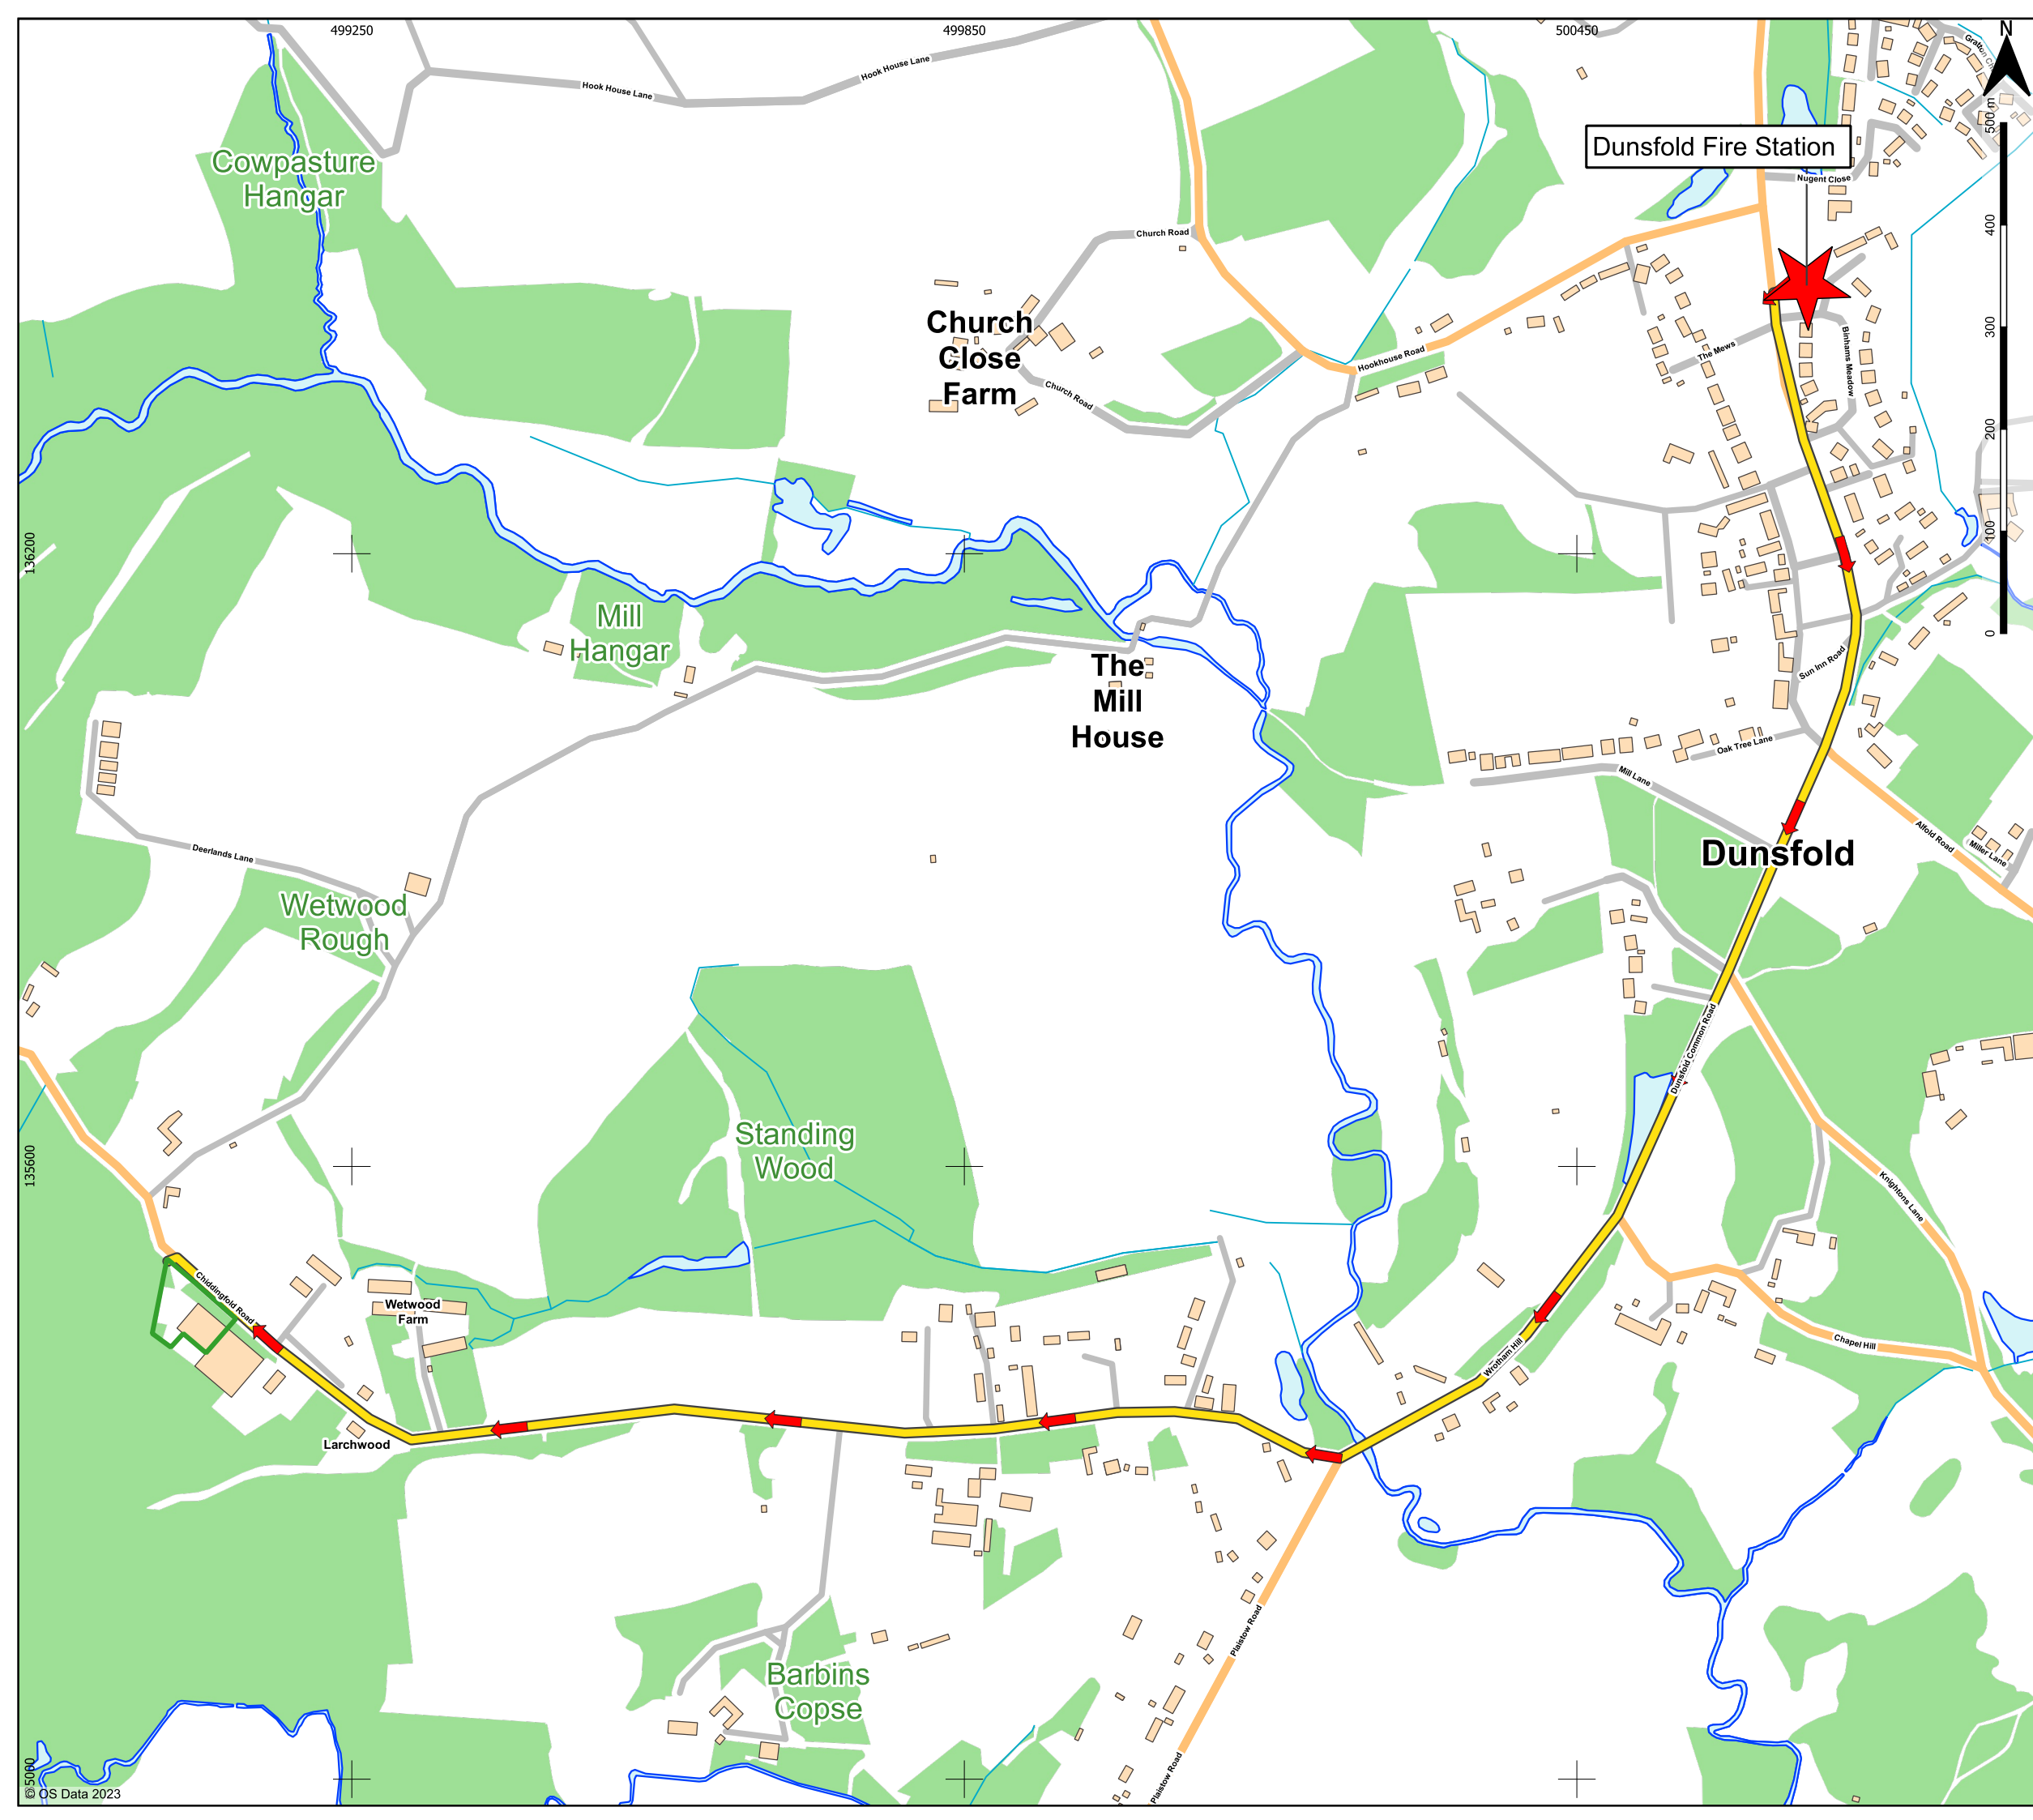 499250
499850
500450
N
Hook House Lane
Hook House Lane
500 m
Dunsfold Fire Station
Cowpasture
Hangar
Nugent Close
400
Church Road
300
Church
Close
Farm
Hookhouse Road
The Mews
Binhams Meadow
Church Road
200
136200
100
Mill
Hangar
0
The
Mill
House
Sun Inn Road
Oak Tree Lane
Mill Lane
Alfold Road
Miller Lane
Deerlands Lane
Dunsfold
Wetwood
Rough
Dunsfold Common Road
Standing
Wood
135600
Knightons Lane
Chiddingfold Road
Wetwood
Farm
Wrotham Hill
Chapel Hill
Larchwood
Plaistow Road
Barbins
Copse
Plaistow Road
© OS Data 2023